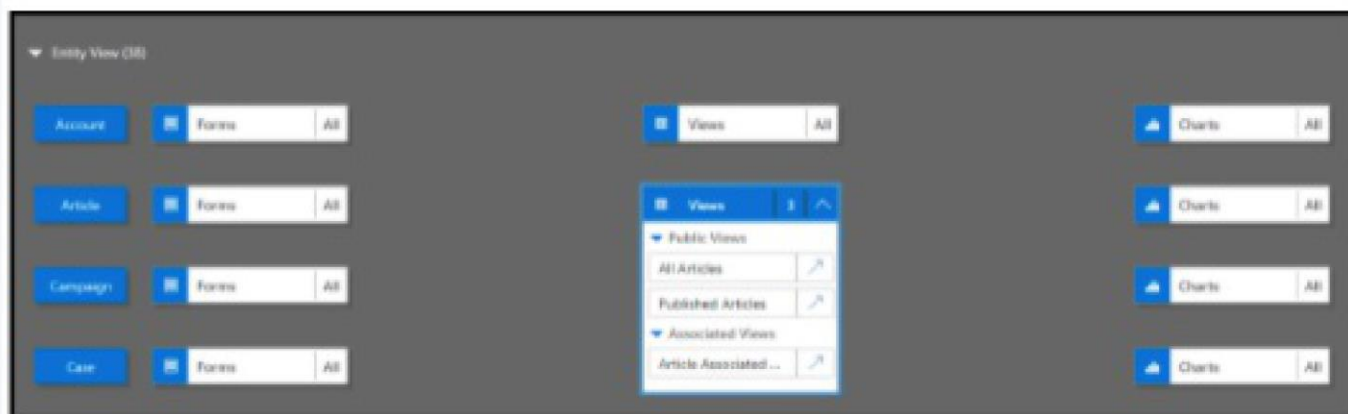 Entity View (38)
Account Forms All Views All Charts All
Article Forms All Views 3 Charts All
Public Views
All Articles
Campaign Forms All Charts All
Published Articles
Associated Views
Case Forms All Article Associated ... Charts All